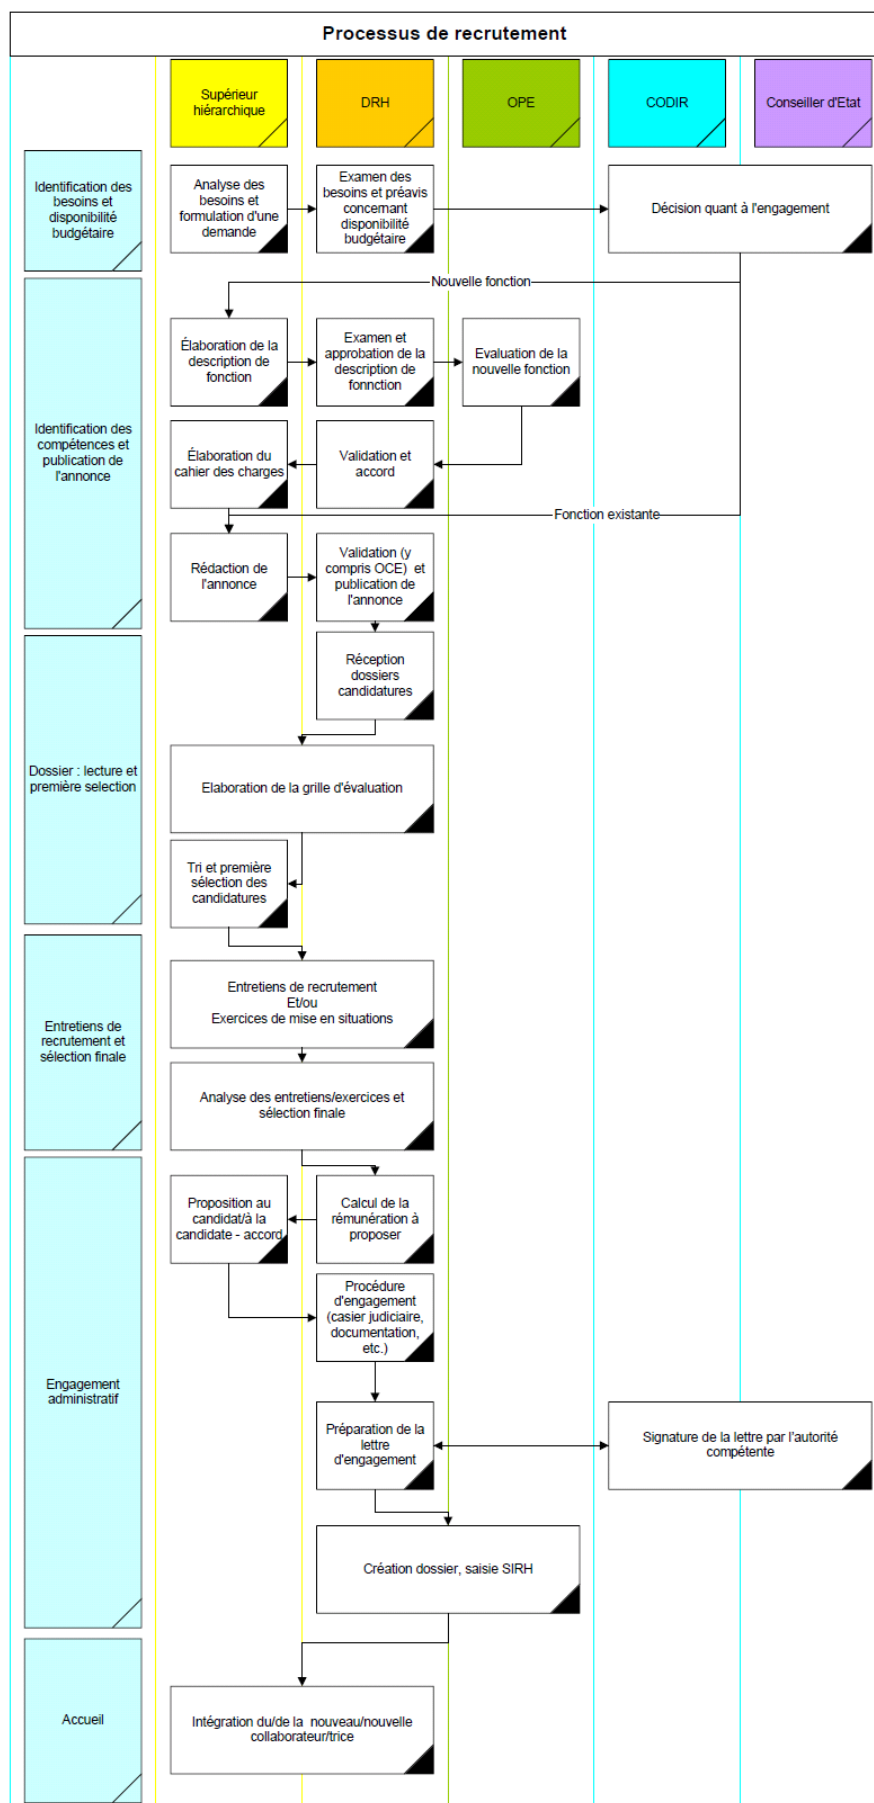 Processus de recrutement
Supérieur
hiérarchique
DRH
OPE
CODIR
Conseiller d'Etat
Identification des
besoins et
disponibilité
budgétaire
Analyse des
besoins et
formulation d'une
demande
Examen des
besoins et préavis
concernant
disponibilité
budgétaire
Décision quant à l'engagement
Nouvelle fonction
Identification des
compétences et
publication de
l'annonce
Élaboration de la
description de
fonction
Examen et
approbation de la
description de
fonnction
Evaluation de la
nouvelle fonction
Élaboration du
cahier des charges
Validation et
accord
Fonction existante
Rédaction de
l'annonce
Validation (y
compris OCE) et
publication de
l'annonce
Dossier : lecture et
première selection
Réception
dossiers
candidatures
Elaboration de la grille d'évaluation
Tri et première
sélection des
candidatures
Entretiens de
recrutement et
sélection finale
Entretiens de recrutement
Et/ou
Exercices de mise en situations
Analyse des entretiens/exercices et
sélection finale
Engagement
administratif
Proposition au
candidat/à la
candidate - accord
Calcul de la
rémunération à
proposer
Procédure
d'engagement
(casier judiciaire,
documentation,
etc.)
Préparation de la
lettre
d'engagement
Signature de la lettre par l'autorité
compétente
Création dossier, saisie SIRH
Accueil
Intégration du/de la nouveau/nouvelle
collaborateur/trice